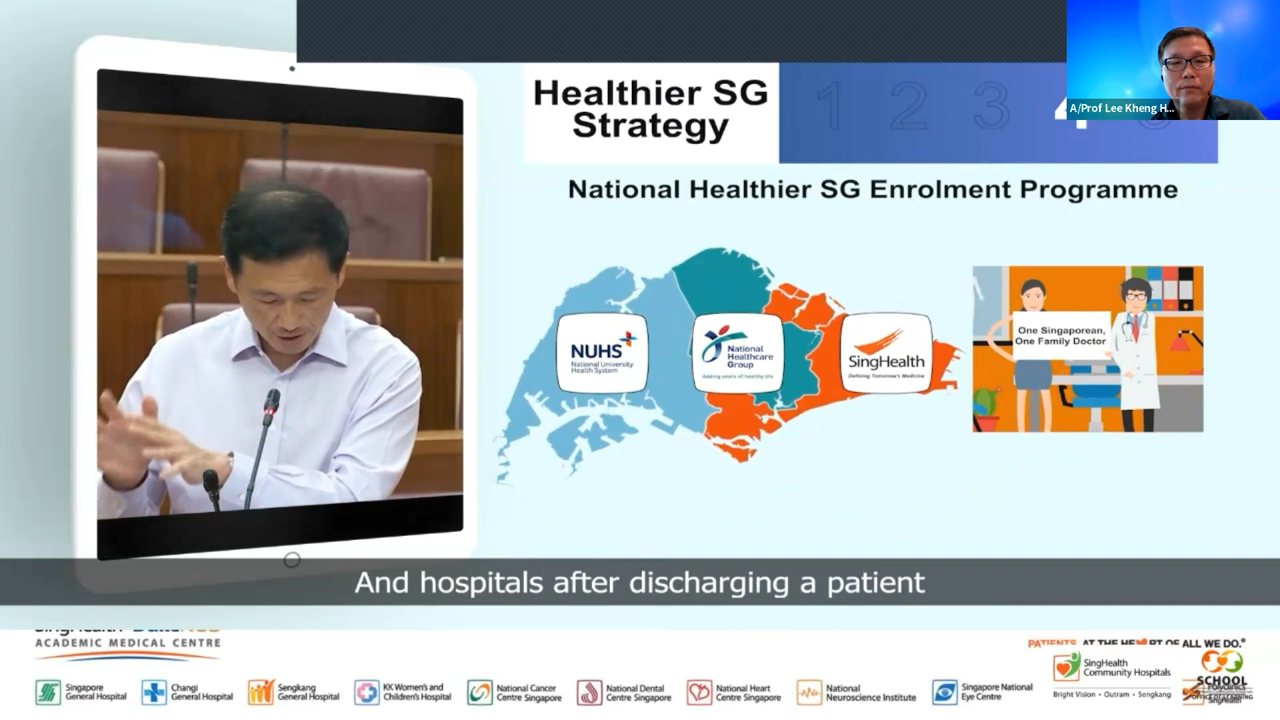 Healthier SG
Strategy
1 2 3 4
A/Prof Lee Kheng H...
National Healthier SG Enrolment Programme
NUHS
National University
Health System
National
Healthcare
Group
Adding years of healthy life
SingHealth
Defining Tomorrow's Medicine
One Singaporean,
One Family Doctor
And hospitals after discharging a patient
ACADEMIC MEDICAL CENTRE
PATIENTS. AT THE HE RT OF ALL WE DO.®
Singapore
General Hospital
Changi
General Hospital
Sengkang
General Hospital
KK Women's and
Children's Hospital
National Cancer
Centre Singapore
National Dental
Centre Singapore
National Heart
Centre Singapore
National
Neuroscience Institute
Singapore National
Eye Centre
SingHealth
Community Hospitals
Bright Vision • Outram • Sengkang
SCHOOL
Polyclinics
SingHealth